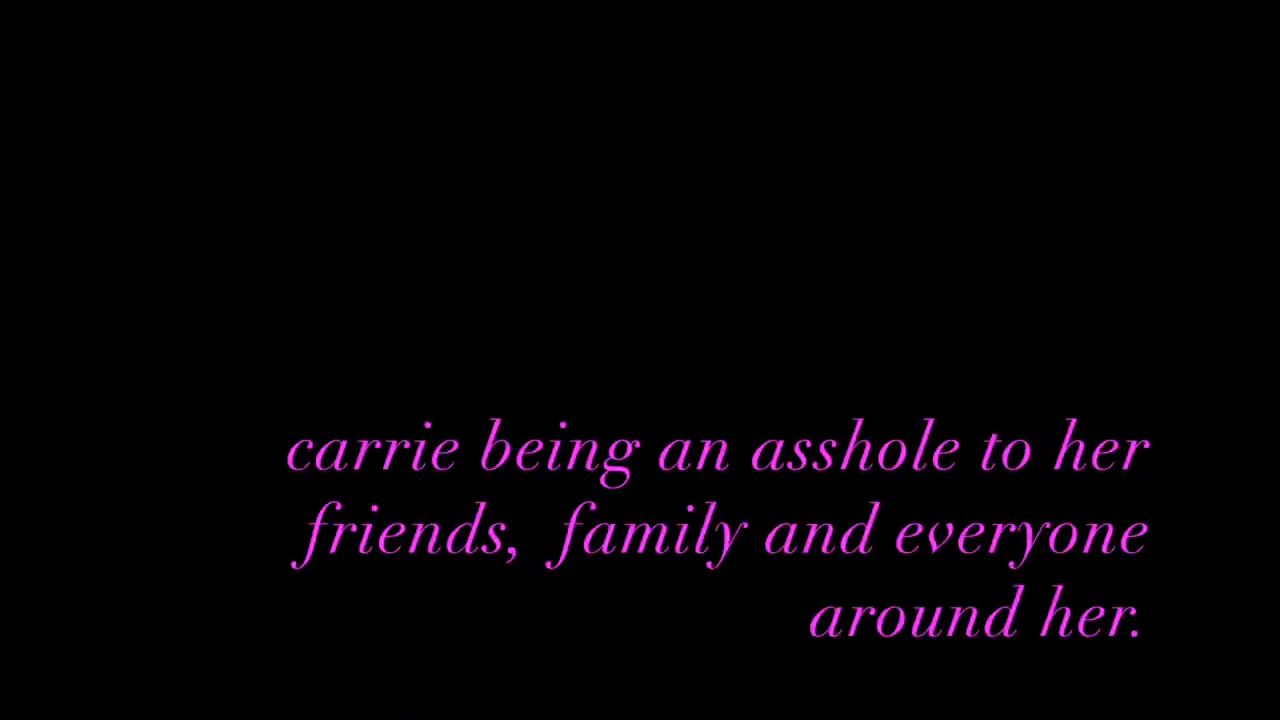 carrie being an asshole to her
friends, family and everyone
around her.